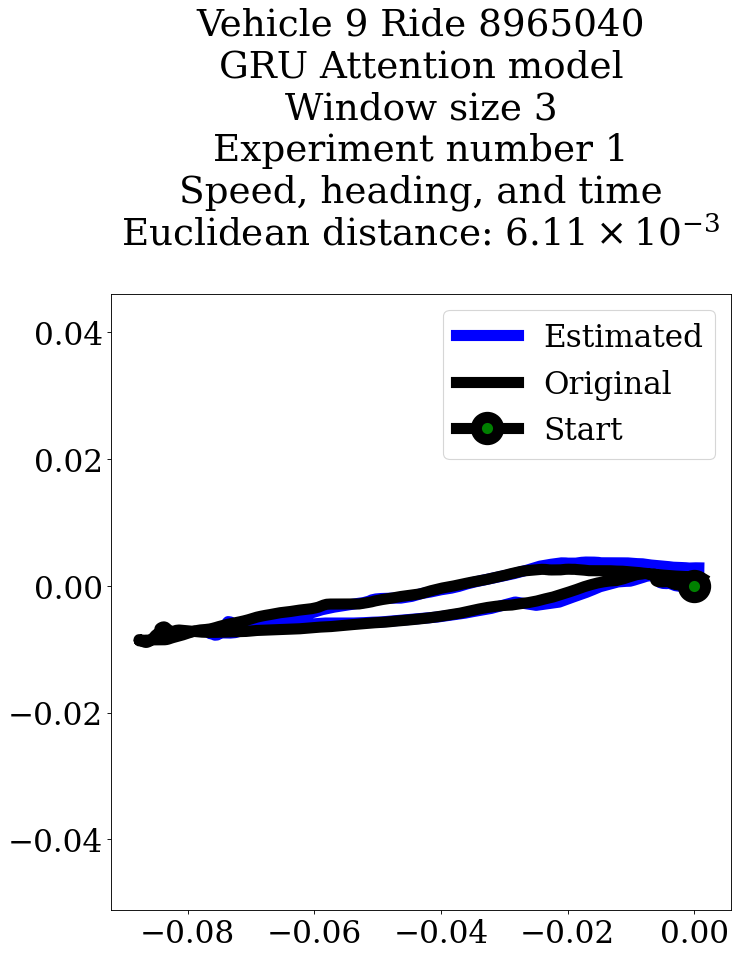 Vehicle 9 Ride 8965040
GRU Attention model
Window size 3
Experiment number 1
Speed, heading, and time
Euclidean distance: 6.11 × 10⁻³
Estimated
Original
Start
0.04
0.02
0.00
−0.02
−0.04
−0.08 −0.06 −0.04 −0.02 0.00